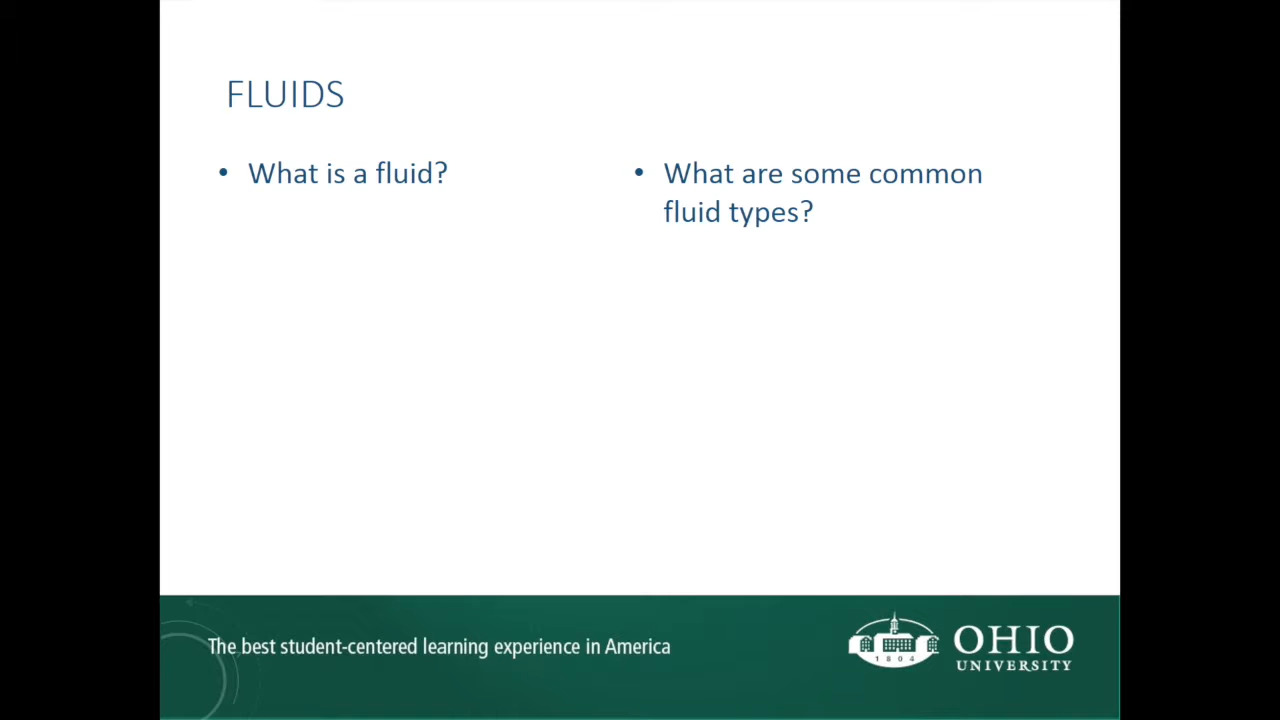 FLUIDS
• What is a fluid?
• What are some common
fluid types?
The best student-centered learning experience in America
1804
OHIO
UNIVERSITY